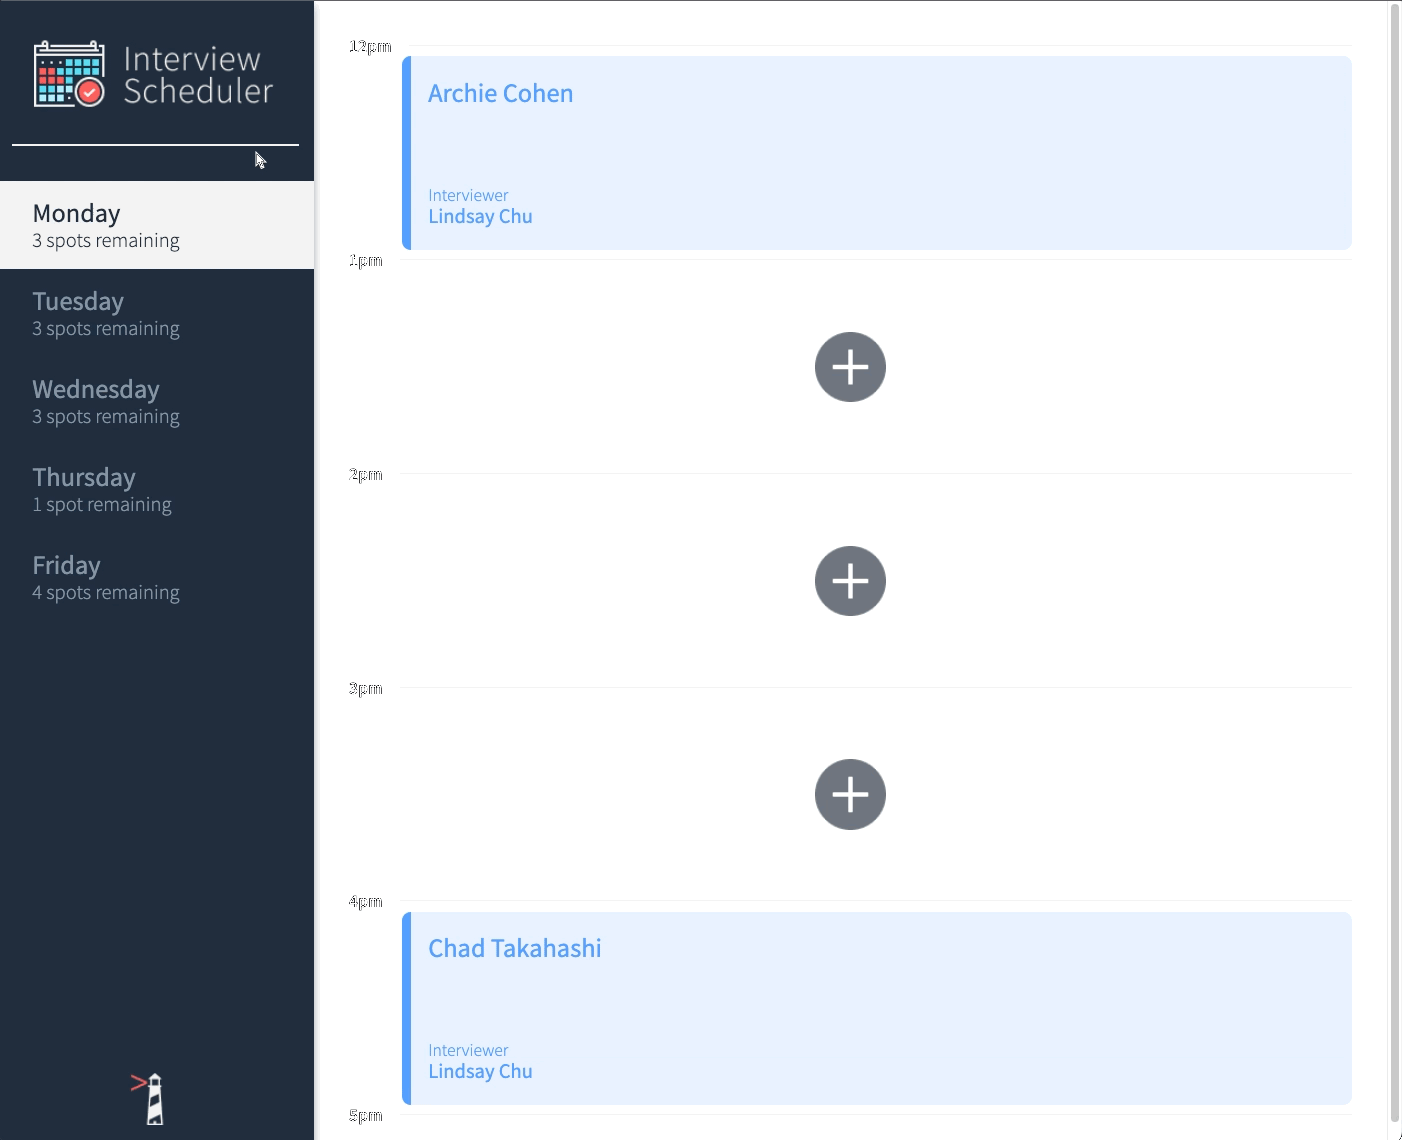 Interview
Scheduler
Monday
3 spots remaining
Tuesday
3 spots remaining
Wednesday
3 spots remaining
Thursday
1 spot remaining
Friday
4 spots remaining
12pm
Archie Cohen
Interviewer
Lindsay Chu
1pm
2pm
3pm
4pm
Chad Takahashi
Interviewer
Lindsay Chu
5pm